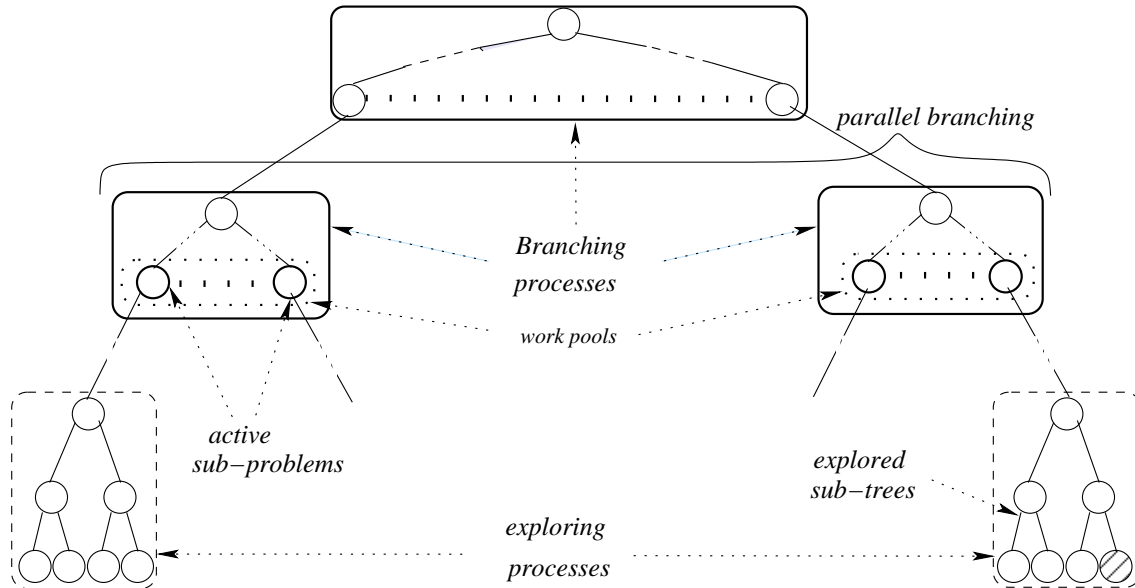 parallel branching
Branching
processes
work pools
active
sub−problems
explored
sub−trees
exploring
processes